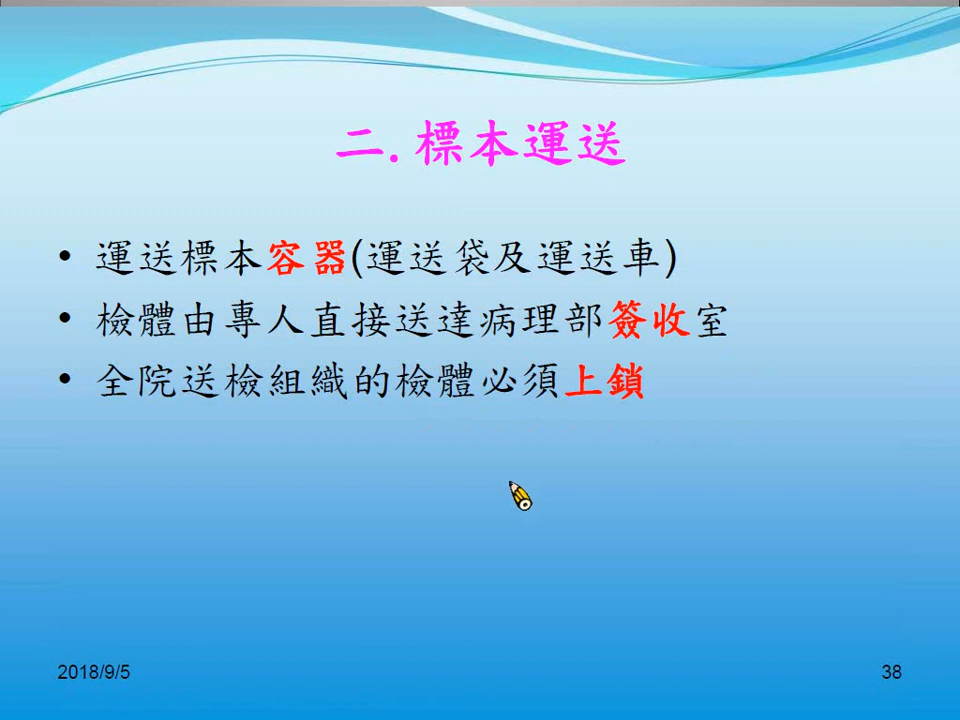 二.標本運送
• 運送標本容器(運送袋及運送車)
• 檢體由專人直接送達病理部簽收室
• 全院送檢組織的檢體必須上鎖
2018/9/5
38